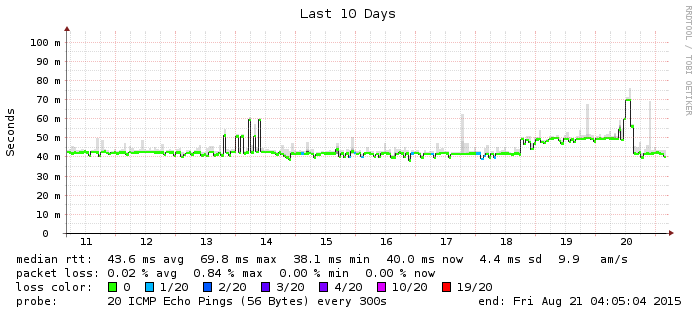 Last 10 Days
RRDTOOL / TOBI OETIKER
Seconds
100 m
90 m
80 m
70 m
60 m
50 m
40 m
30 m
20 m
10 m
0
11 12 13 14 15 16 17 18 19 20
median rtt: 43.6 ms avg 69.8 ms max 38.1 ms min 40.0 ms now 4.4 ms sd 9.9 am/s
packet loss: 0.02 % avg 0.84 % max 0.00 % min 0.00 % now
loss color: 0 1/20 2/20 3/20 4/20 10/20 19/20
probe: 20 ICMP Echo Pings (56 Bytes) every 300s end: Fri Aug 21 04:05:04 2015